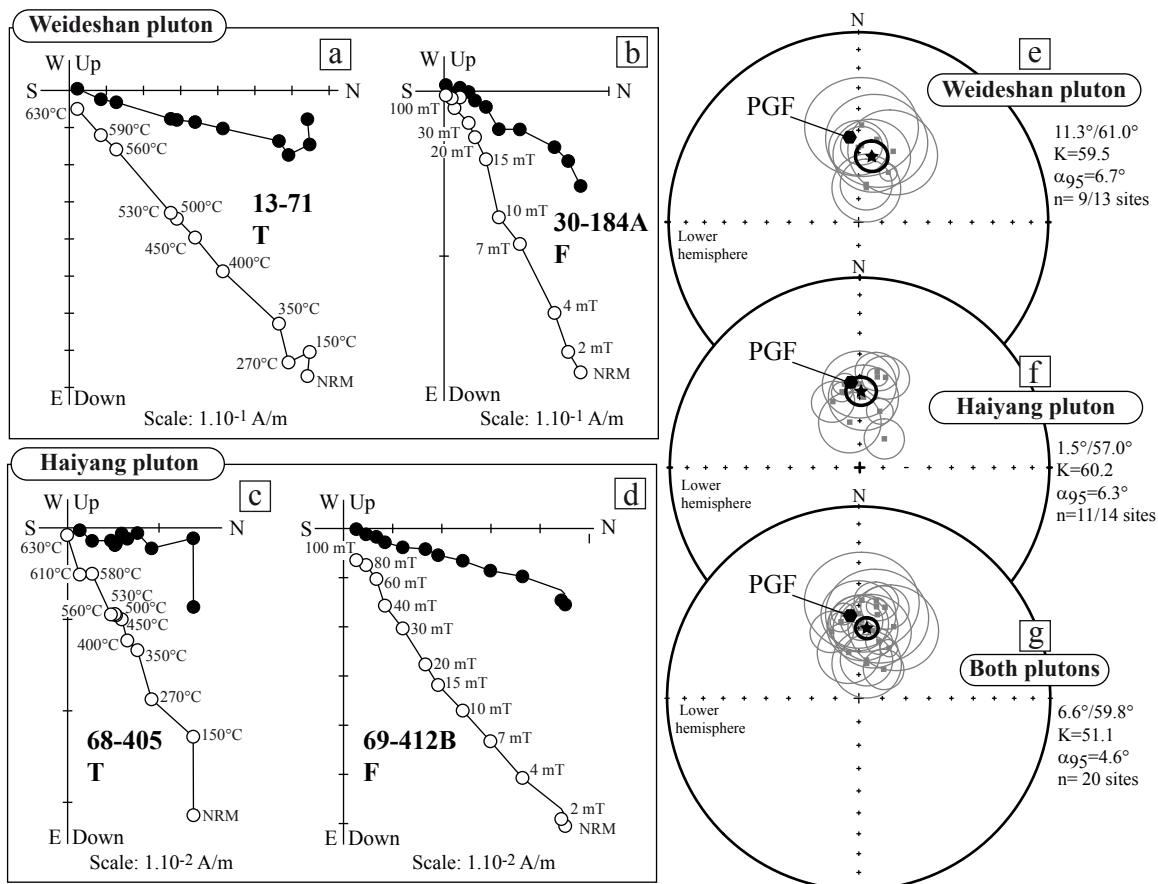 Weideshan pluton
a
W Up
S
N
630°C
590°C
560°C
530°C
500°C
450°C
400°C
350°C
270°C
150°C
NRM
13-71
T
E Down
Scale: 1.10-1 A/m
b
W Up
S
N
100 mT
30 mT
20 mT
15 mT
10 mT
7 mT
4 mT
2 mT
NRM
30-184A
F
E Down
Scale: 1.10-1 A/m
Haiyang pluton
c
W Up
S
630°C
610°C
580°C
530°C
560°C
500°C
450°C
400°C
350°C
270°C
150°C
NRM
68-405
T
E Down
Scale: 1.10-2 A/m
d
N
100 mT
80 mT
60 mT
40 mT
30 mT
20 mT
15 mT
10 mT
7 mT
4 mT
2 mT
NRM
69-412B
F
Scale: 1.10-2 A/m
N
PGF
Lower
hemisphere
e
Weideshan pluton
11.3°/61.0°
K=59.5
α95=6.7°
n= 9/13 sites
N
PGF
Lower
hemisphere
f
Haiyang pluton
1.5°/57.0°
K=60.2
α95=6.3°
n=11/14 sites
N
PGF
Lower
hemisphere
g
Both plutons
6.6°/59.8°
K=51.1
α95=4.6°
n= 20 sites